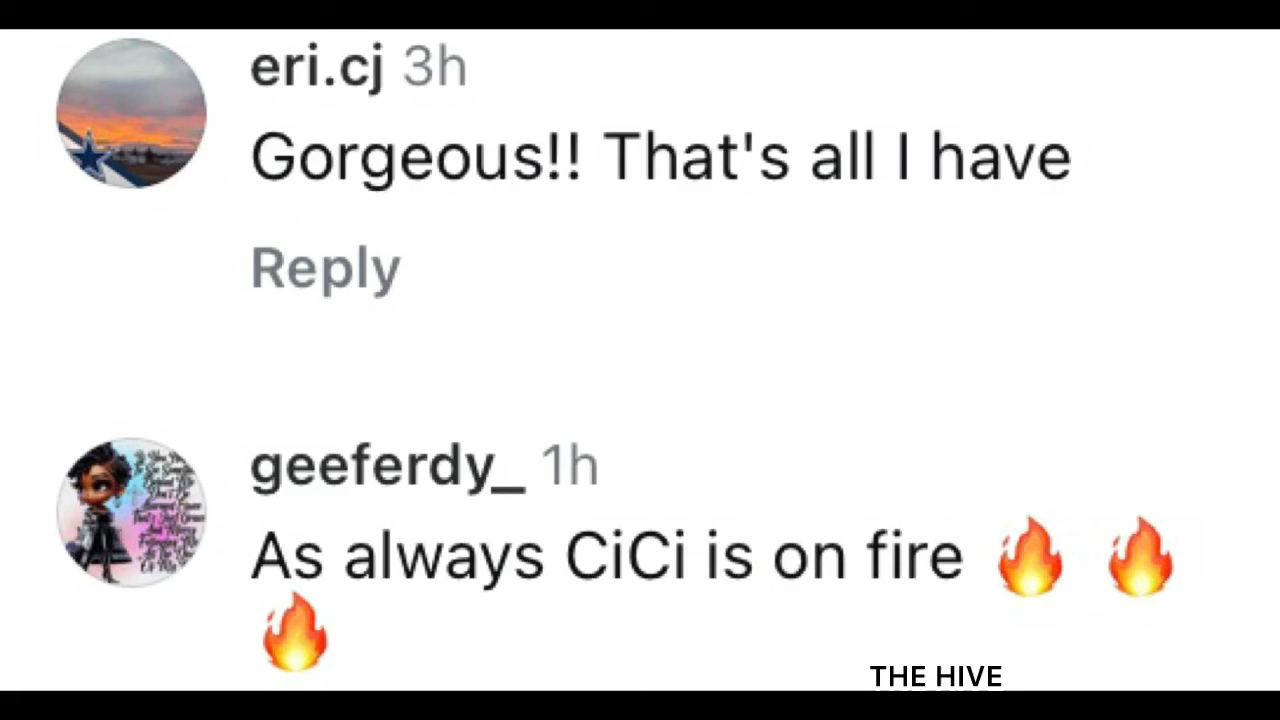 eri.cj 3h
Gorgeous!! That's all I have
Reply
geeferdy_ 1h
As always CiCi is on fire 🔥 🔥
🔥
THE HIVE